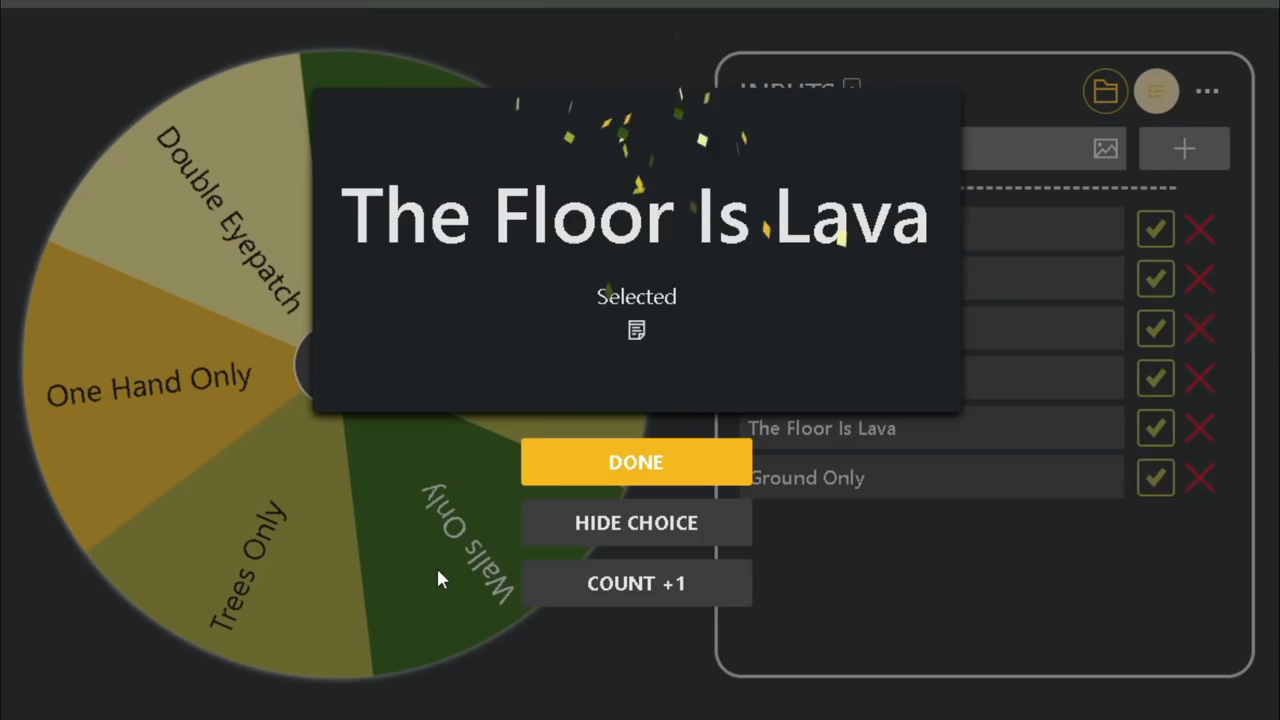 INPUTS
Double Eyepatch
The Floor Is Lava
Selected
One Hand Only
The Floor Is Lava
DONE
Ground Only
HIDE CHOICE
Walls Only
Trees Only
COUNT +1